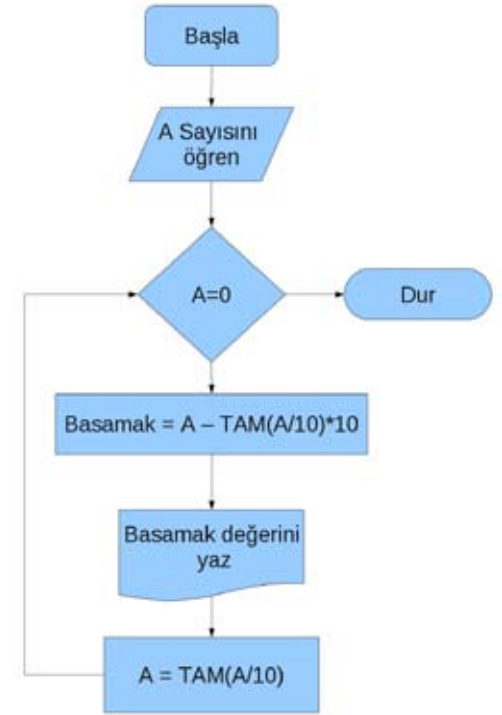 Başla
A Sayısını
öğren
A=0
Dur
Basamak = A – TAM(A/10)*10
Basamak değerini
yaz
A = TAM(A/10)